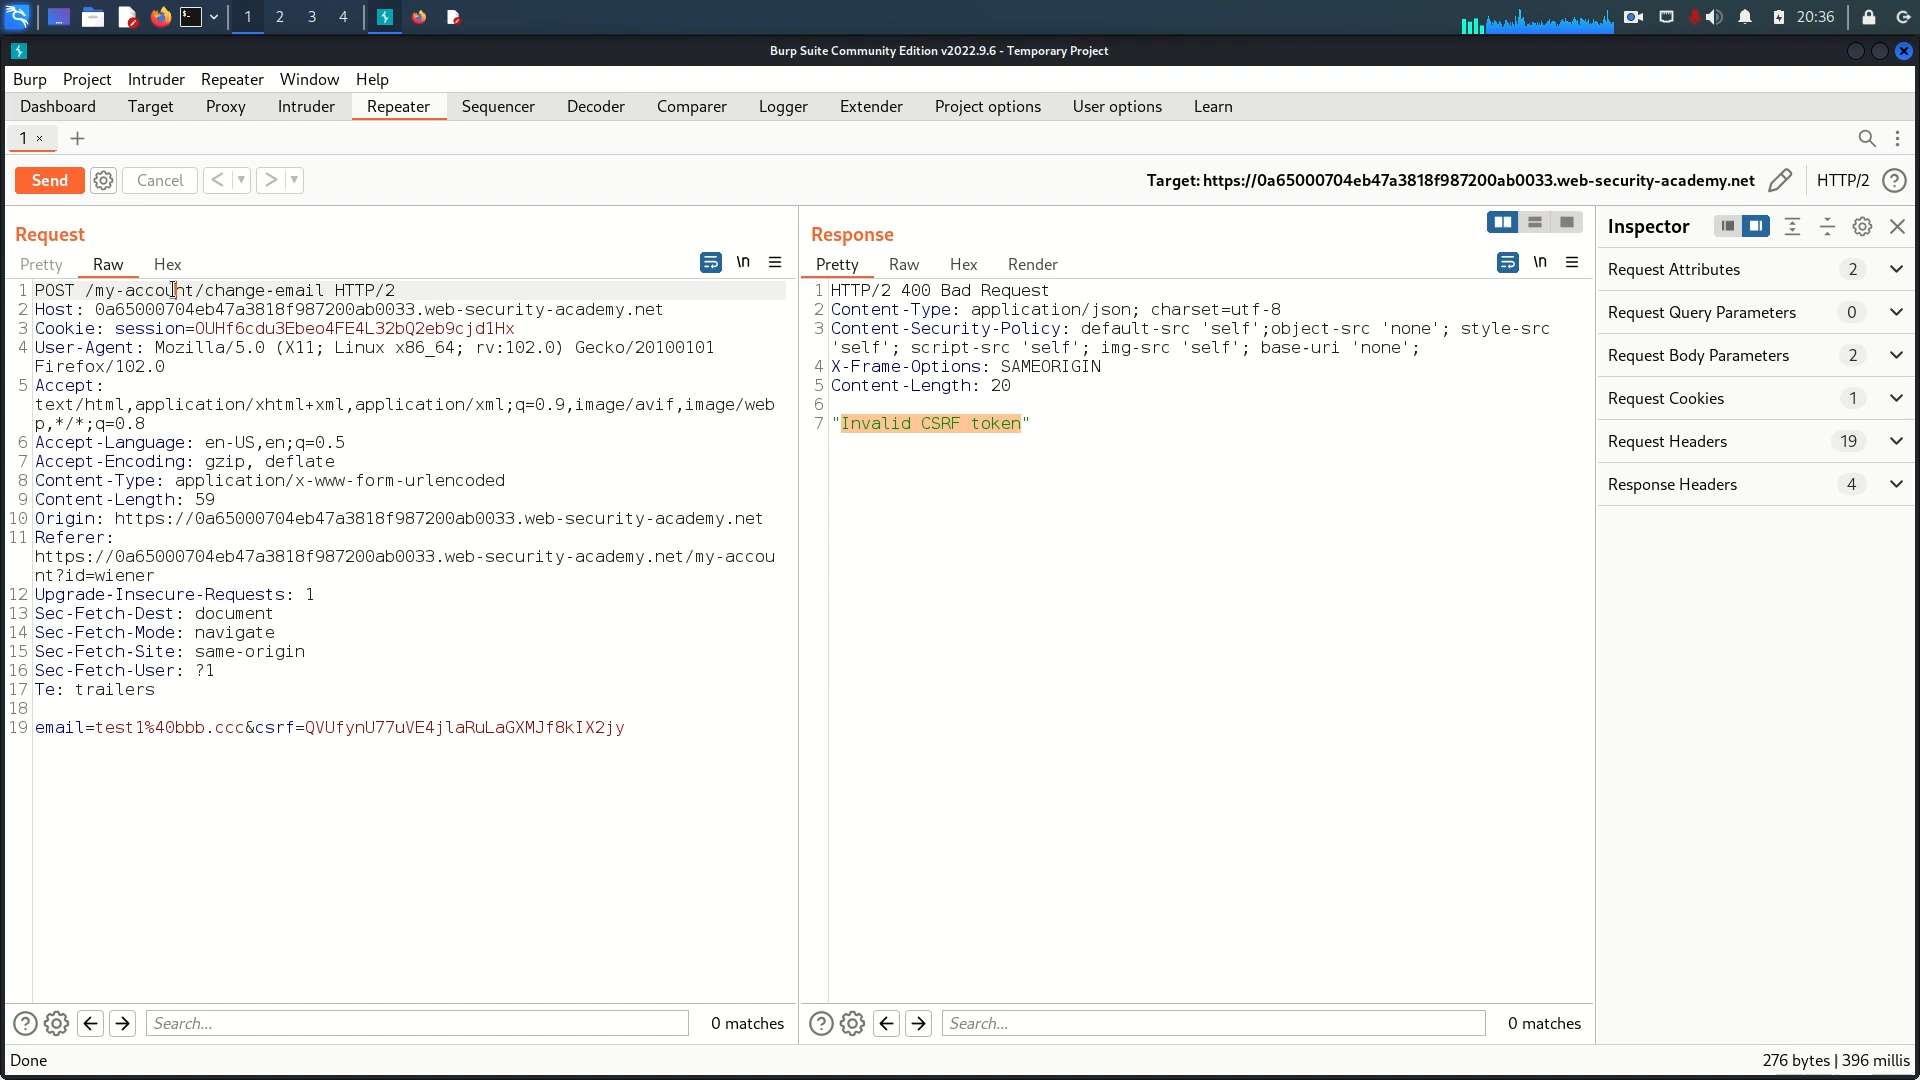 1 2 3 4 20:36
Burp Suite Community Edition v2022.9.6 - Temporary Project
Burp Project Intruder Repeater Window Help
Dashboard Target Proxy Intruder Repeater Sequencer Decoder Comparer Logger Extender Project options User options Learn
1 × +
Send Cancel < > Target: https://0a65000704eb47a3818f987200ab0033.web-security-academy.net HTTP/2 ?
Request
Pretty Raw Hex \n
1 POST /my-account/change-email HTTP/2
2 Host: 0a65000704eb47a3818f987200ab0033.web-security-academy.net
3 Cookie: session=OUHf6cdu3Ebeo4FE4L32bQ2eb9cjd1Hx
4 User-Agent: Mozilla/5.0 (X11; Linux x86_64; rv:102.0) Gecko/20100101
Firefox/102.0
5 Accept:
text/html,application/xhtml+xml,application/xml;q=0.9,image/avif,image/web
p,*/*;q=0.8
6 Accept-Language: en-US,en;q=0.5
7 Accept-Encoding: gzip, deflate
8 Content-Type: application/x-www-form-urlencoded
9 Content-Length: 59
10 Origin: https://0a65000704eb47a3818f987200ab0033.web-security-academy.net
11 Referer:
https://0a65000704eb47a3818f987200ab0033.web-security-academy.net/my-accou
nt?id=wiener
12 Upgrade-Insecure-Requests: 1
13 Sec-Fetch-Dest: document
14 Sec-Fetch-Mode: navigate
15 Sec-Fetch-Site: same-origin
16 Sec-Fetch-User: ?1
17 Te: trailers
18
19 email=test1%40bbb.ccc&csrf=QVUfynU77uVE4jlaRuLaGXMJf8kIX2jy
? Search... 0 matches
Response
Pretty Raw Hex Render \n
1 HTTP/2 400 Bad Request
2 Content-Type: application/json; charset=utf-8
3 Content-Security-Policy: default-src 'self';object-src 'none'; style-src
'self'; script-src 'self'; img-src 'self'; base-uri 'none';
4 X-Frame-Options: SAMEORIGIN
5 Content-Length: 20
6
7 "Invalid CSRF token"
? Search... 0 matches
Inspector
Request Attributes 2
Request Query Parameters 0
Request Body Parameters 2
Request Cookies 1
Request Headers 19
Response Headers 4
Done 276 bytes | 396 millis